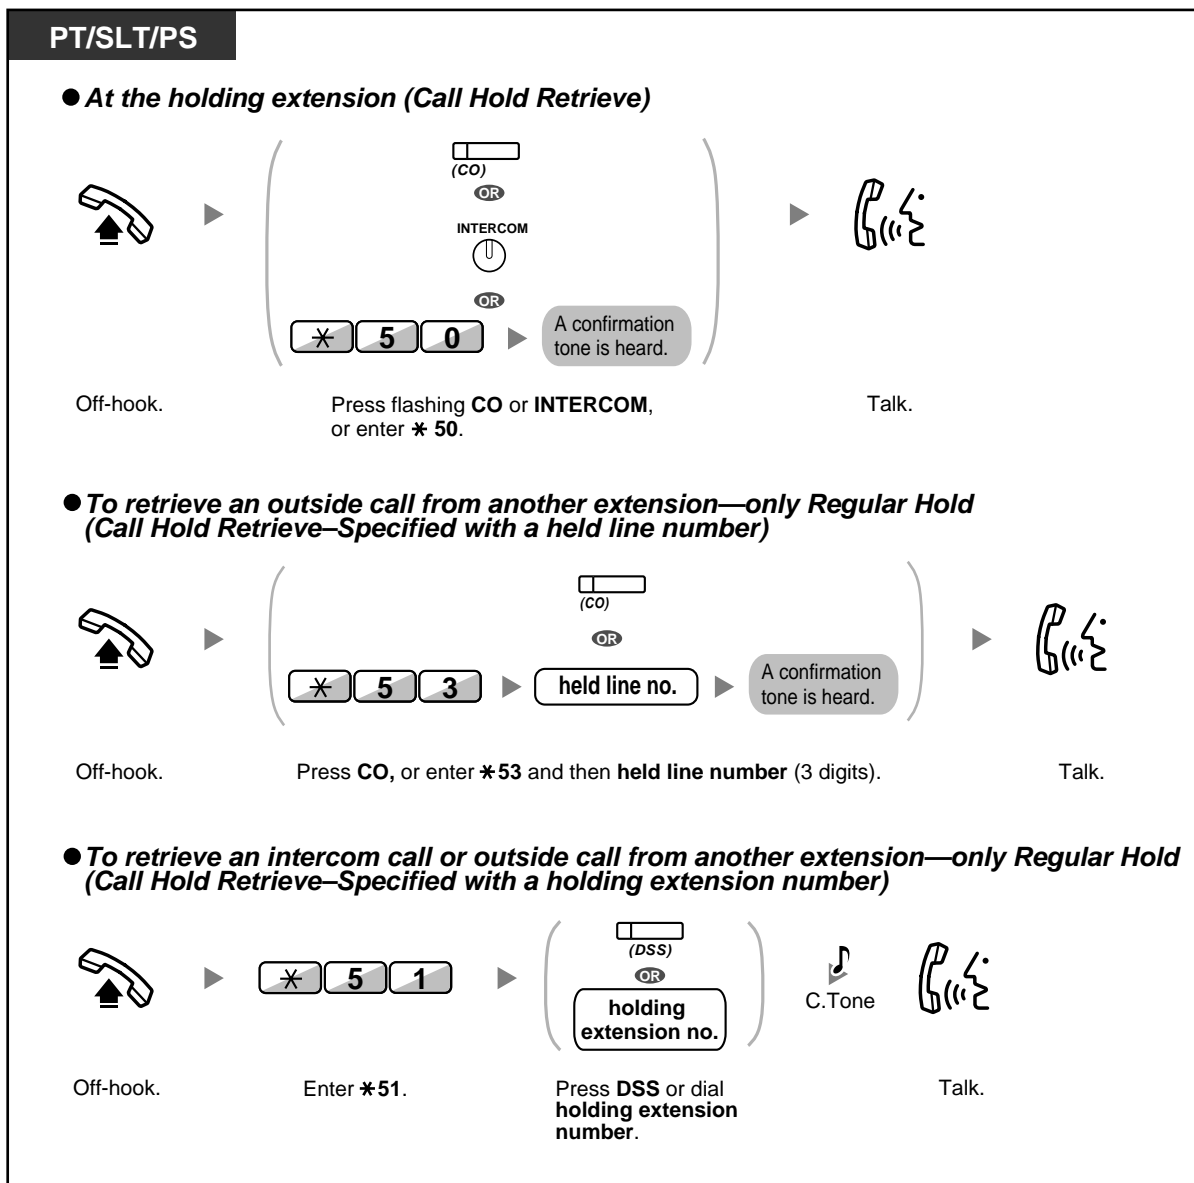 PT/SLT/PS
● At the holding extension (Call Hold Retrieve)
(CO)
OR
INTERCOM
OR
* 5 0
A confirmation
tone is heard.
Off-hook.
Press flashing CO or INTERCOM,
or enter * 50.
Talk.
● To retrieve an outside call from another extension—only Regular Hold
(Call Hold Retrieve–Specified with a held line number)
(CO)
OR
* 5 3
held line no.
A confirmation
tone is heard.
Off-hook.
Press CO, or enter *53 and then held line number (3 digits).
Talk.
● To retrieve an intercom call or outside call from another extension—only Regular Hold
(Call Hold Retrieve–Specified with a holding extension number)
* 5 1
(DSS)
OR
holding
extension no.
C.Tone
Off-hook.
Enter *51.
Press DSS or dial
holding extension
number.
Talk.